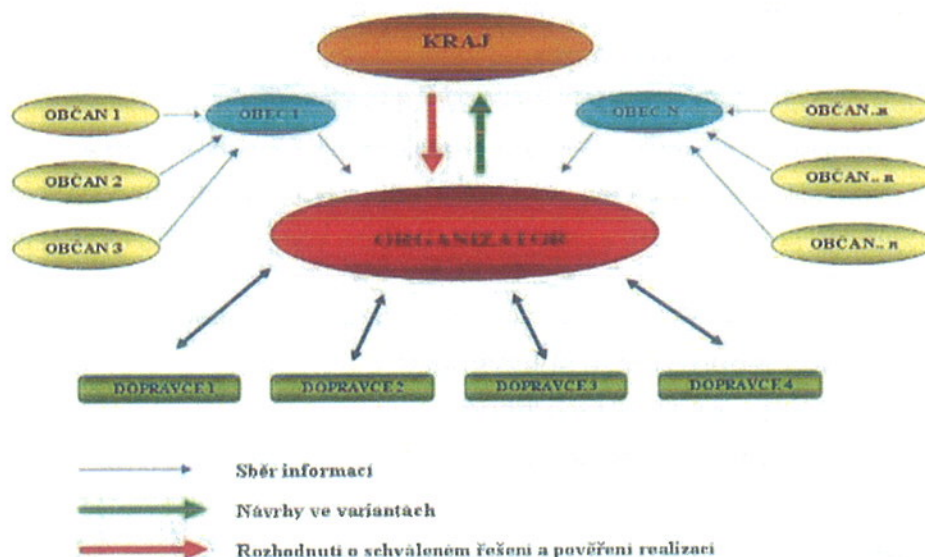 KRAJ
OBČAN 1
OBEC 1
OBEC N
OBČAN..n
OBČAN 2
OBČAN.. n
OBČAN 3
ORGANIZATOR
OBČAN.. n
DOPRAVCE 1
DOPRAVCE 2
DOPRAVCE 3
DOPRAVCE 4
Sběr informací
Návrhy ve variantách
Rozhodnutí o schváleném řešení a pověření realizací